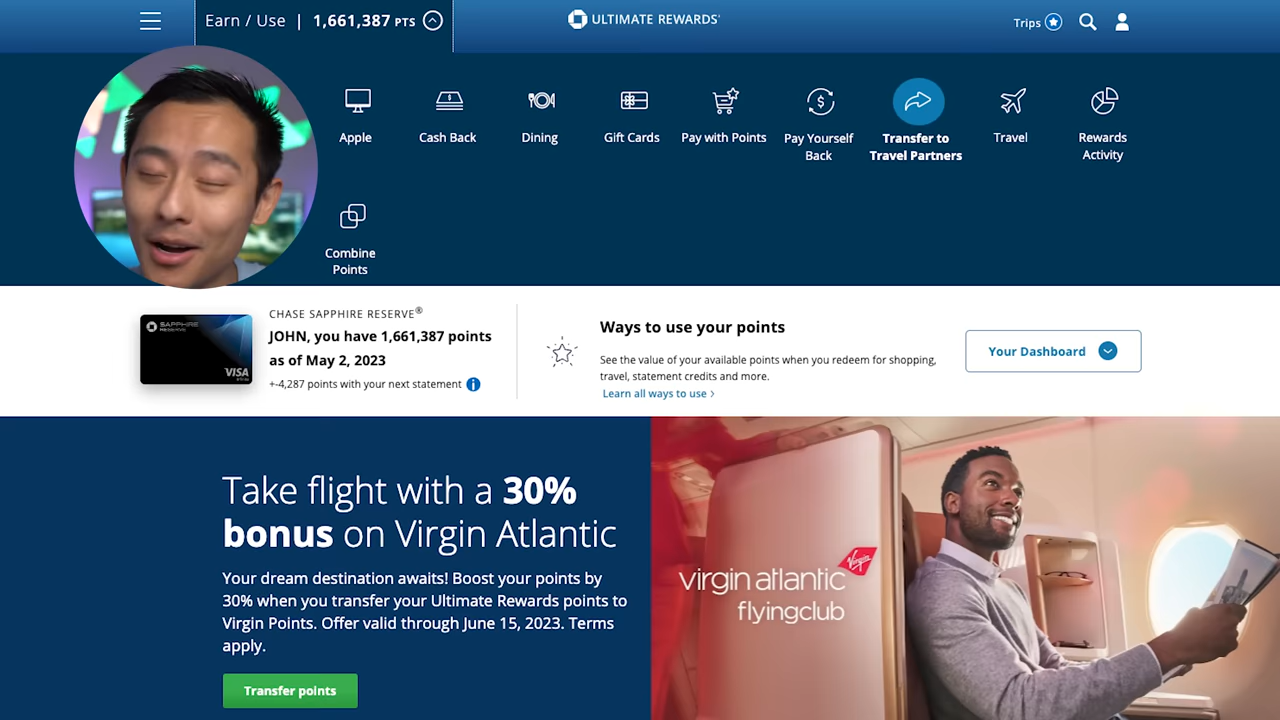 Earn / Use | 1,661,387 PTS
ULTIMATE REWARDS®
Trips
Apple
Cash Back
Dining
Gift Cards
Pay with Points
Pay Yourself
Back
Transfer to
Travel Partners
Travel
Rewards
Activity
Combine
Points
SAPPHIRE
RESERVE
VISA
CHASE SAPPHIRE RESERVE®
JOHN, you have 1,661,387 points
as of May 2, 2023
+-4,287 points with your next statement
Ways to use your points
See the value of your available points when you redeem for shopping,
travel, statement credits and more.
Learn all ways to use >
Your Dashboard
Take flight with a 30%
bonus on Virgin Atlantic
Your dream destination awaits! Boost your points by
30% when you transfer your Ultimate Rewards points to
Virgin Points. Offer valid through June 15, 2023. Terms
apply.
Transfer points
virgin atlantic
Virgin
flyingclub